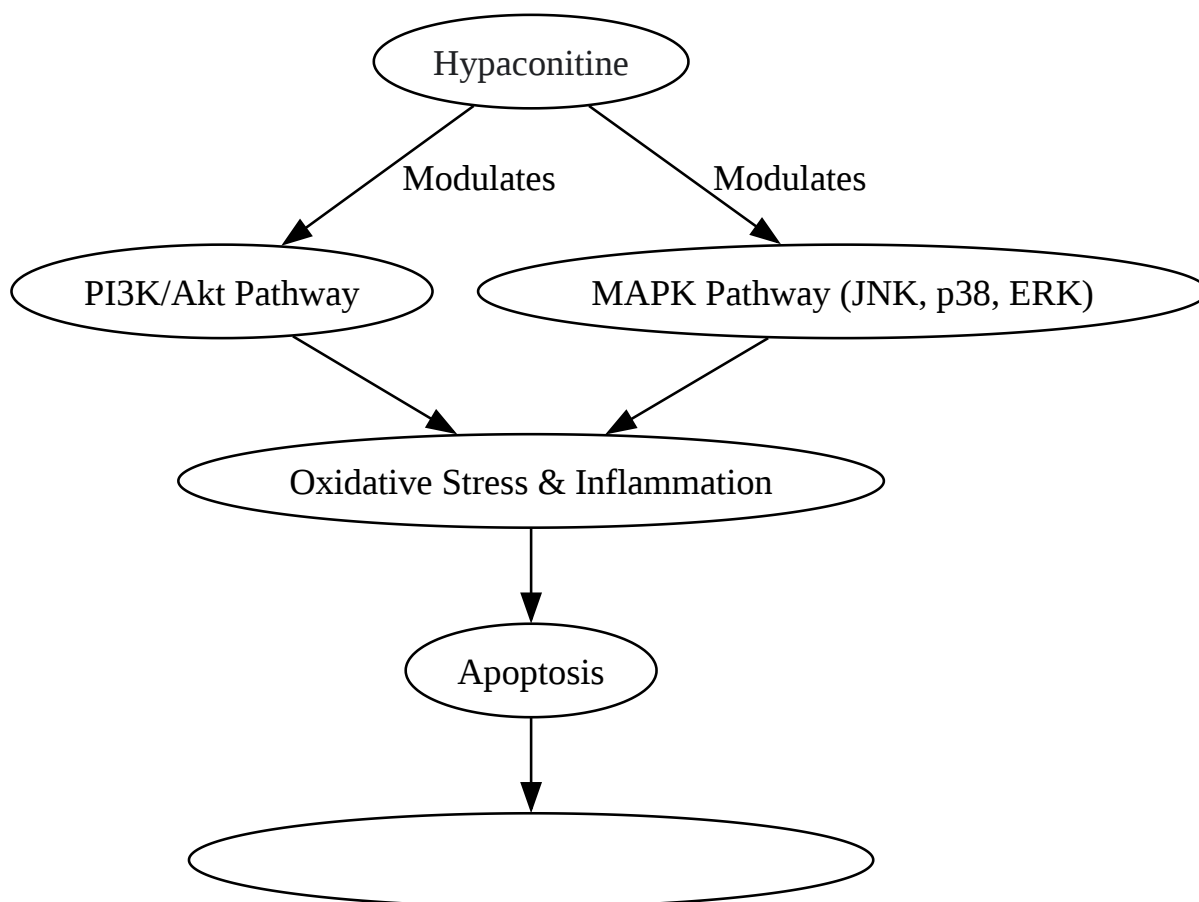 Hypaconitine
Modulates
Modulates
PI3K/Akt Pathway
MAPK Pathway (JNK, p38, ERK)
Oxidative Stress & Inflammation
Apoptosis